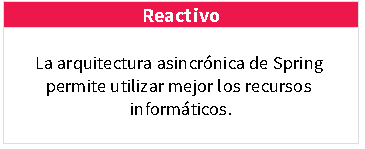 Reactivo
La arquitectura asincrónica de Spring
permite utilizar mejor los recursos
informáticos.